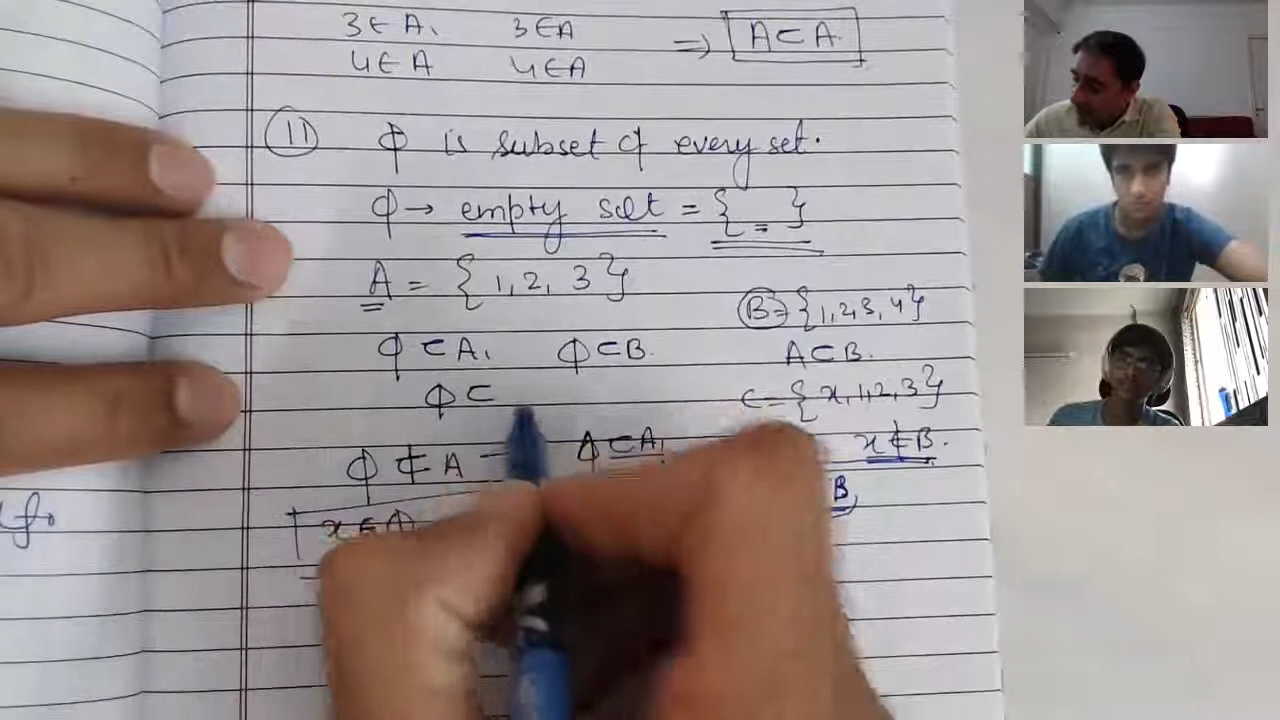 3 ∈ A, 3 ∈ A
4 ∈ A 4 ∈ A ⇒ A ⊂ A
(11) ϕ is subset of every set.
ϕ → empty set = { = }
A = {1, 2, 3}
B = {1, 2, 3, 4}
ϕ ⊂ A, ϕ ⊂ B. A ⊂ B.
ϕ ⊂ C = {x, 1, 2, 3}
ϕ ⊄ A ϕ ⊂ A, x ∉ B.
x ∈ ϕ B